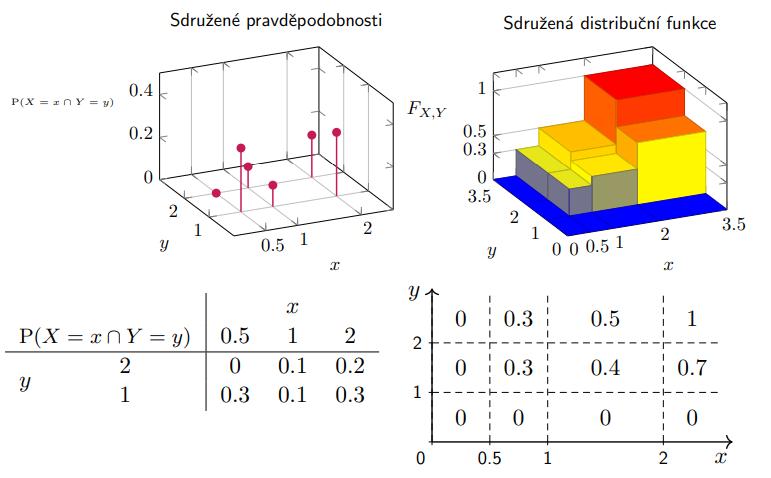 Sdružené pravděpodobnosti
P(X = x ∩ Y = y)
0.4
0.2
0
2
1
y
0.5
1
2
x
Sdružená distribuční funkce
F_{X,Y}
1
0.5
0.3
0
3.5
2
1
0
y
0 0.5 1 2 3.5
x
x
P(X = x ∩ Y = y) 0.5 1 2
y
2 0 0.1 0.2
1 0.3 0.1 0.3
y
0 0.3 0.5 1
2
0 0.3 0.4 0.7
1
0 0 0 0
0 0.5 1 2 x